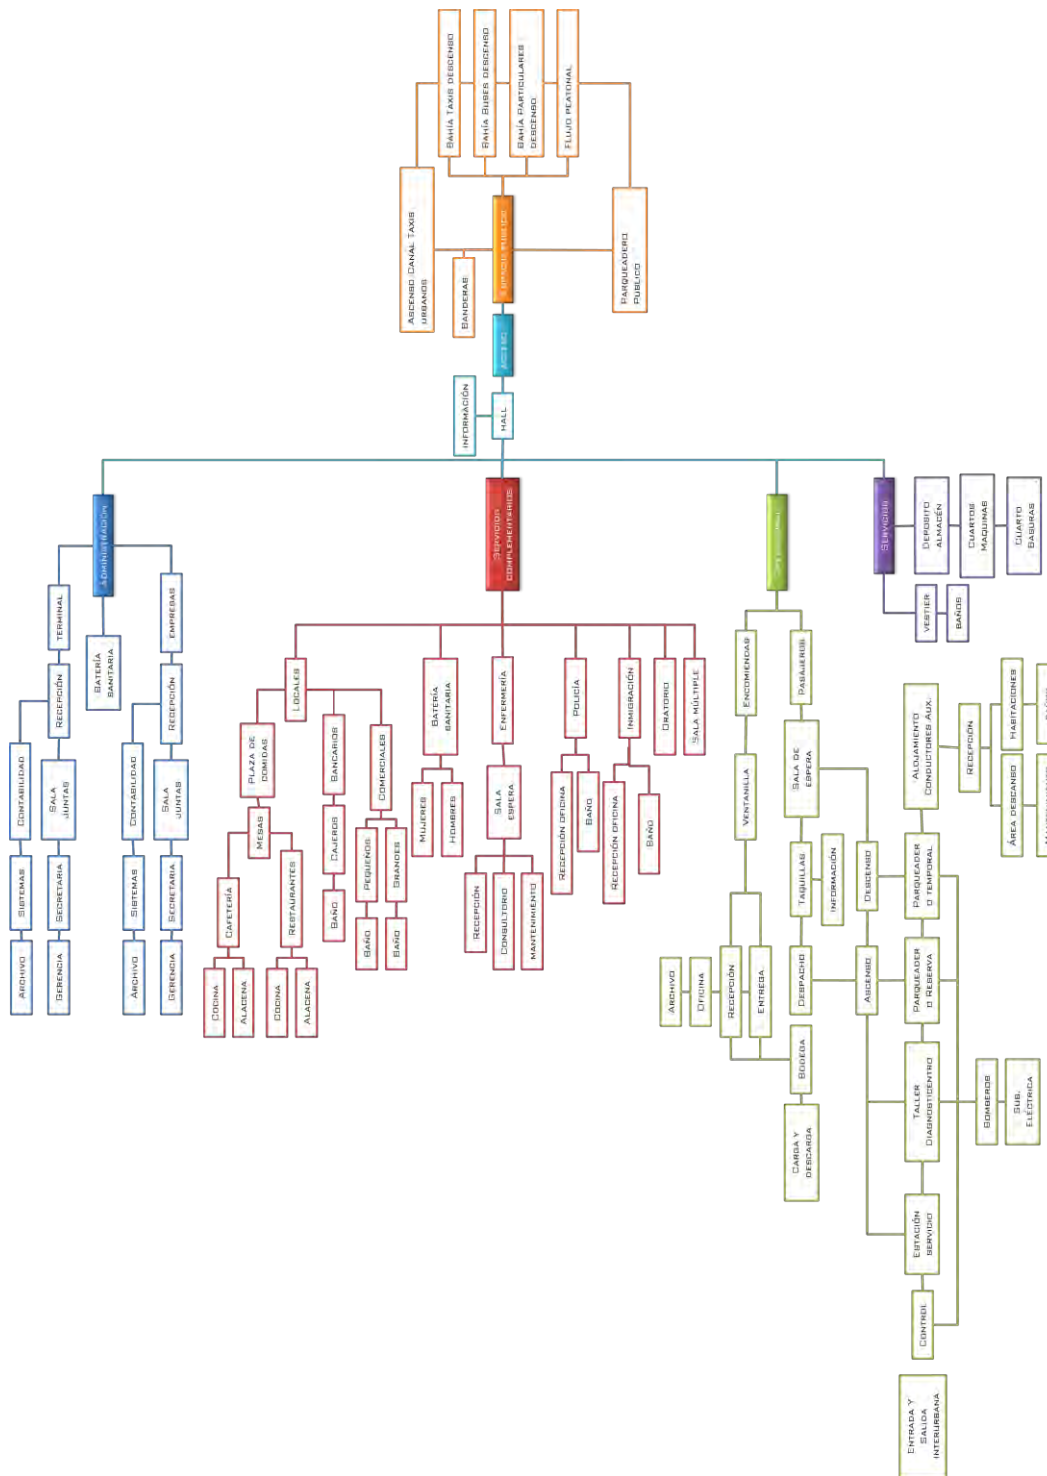 BAHÍA TAXIS DESCENSO
BAHÍA BUSES DESCENSO
BAHÍA PARTICULARES
DESCENSO
FLUJO PEATONAL
ASCENSO CANAL TAXIS
URBANOS
BANDERAS
ESPACIO PUBLICO
PARQUEADERO
PUBLICO
ACCESO
INFORMACIÓN
HALL
ADMINISTRACIÓN
BATERÍA
SANITARIA
TERMINAL
RECEPCIÓN
CONTABILIDAD
SISTEMAS
ARCHIVO
SALA
JUNTAS
SECRETARIA
GERENCIA
EMPRESAS
RECEPCIÓN
CONTABILIDAD
SISTEMAS
ARCHIVO
SALA
JUNTAS
SECRETARIA
GERENCIA
SERVICIOS
COMPLEMENTARIOS
LOCALES
PLAZA DE
COMIDAS
MESAS
CAFETERÍA
COCINA
ALACENA
RESTAURANTES
COCINA
ALACENA
BANCARIOS
CAJEROS
BAÑO
COMERCIALES
PEQUEÑOS
BAÑO
GRANDES
BAÑO
BATERÍA
SANITARIA
MUJERES
HOMBRES
ENFERMERÍA
SALA
ESPERA
RECEPCIÓN
CONSULTORIO
MANTENIMIENTO
POLICÍA
RECEPCIÓN OFICINA
BAÑO
INMIGRACIÓN
RECEPCIÓN OFICINA
BAÑO
ORATORIO
SALA MÚLTIPLE
ENCOMIENDAS
VENTANILLA
RECEPCIÓN
OFICINA
ARCHIVO
ENTREGA
BODEGA
CARGA Y
DESCARGA
PASAJEROS
SALA DE
ESPERA
TAQUILLAS
INFORMACIÓN
DESPACHO
DESCENSO
ASCENSO
ALOJAMIENTO
CONDUCTORES AUX.
RECEPCIÓN
HABITACIONES
ÁREA DESCANSO
PARQUEADER
O TEMPORAL
PARQUEADER
O RESERVA
TALLER
DIAGNOSTICENTRO
BOMBEROS
SUB.
ELÉCTRICA
ESTACIÓN
SERVICIO
CONTROL
ENTRADA Y
SALIDA
INTERURBANA
SERVICIOS
DEPOSITO
ALMACÉN
CUARTOS
MAQUINAS
CUARTO
BASURAS
VESTIER
BAÑOS